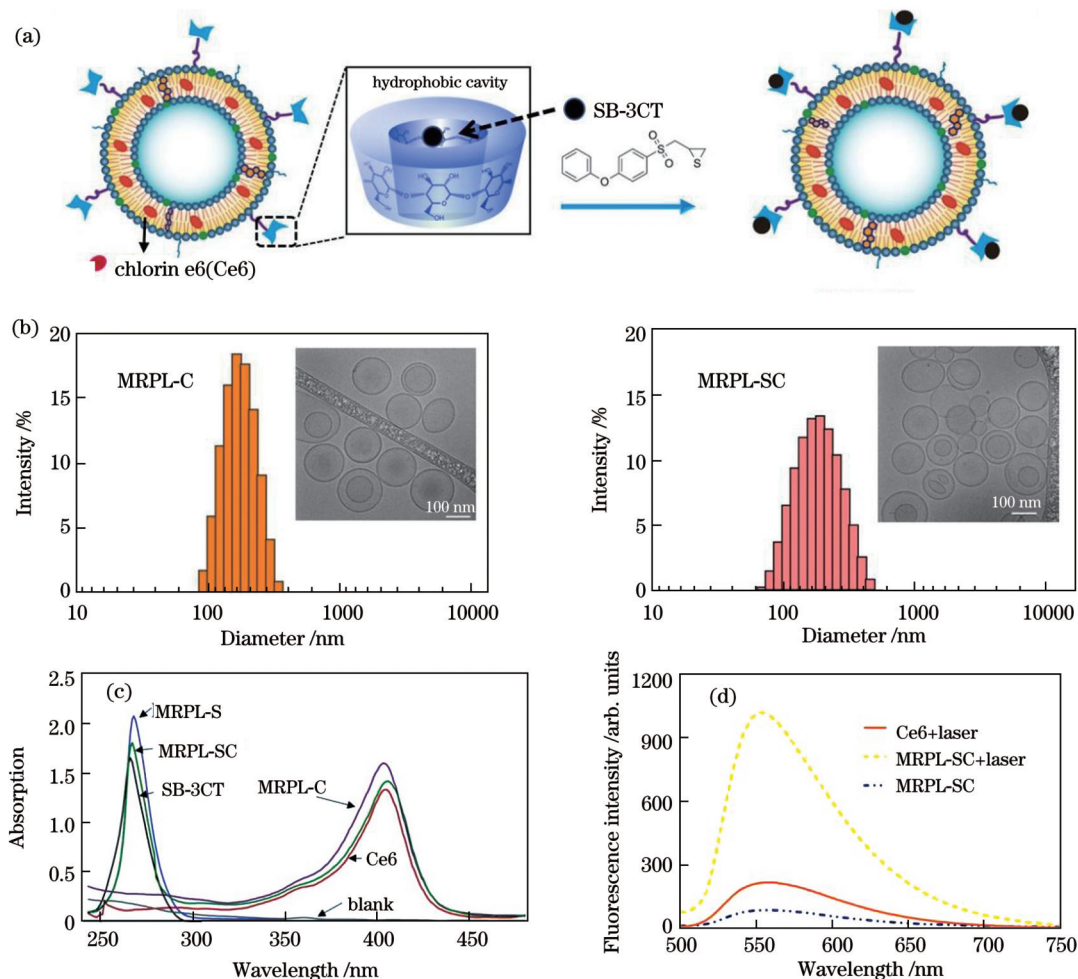 (a)
hydrophobic cavity
SB-3CT
chlorin e6(Ce6)
(b)
20
15
10
5
0
Intensity /%
MRPL-C
100 nm
10
100
1000
10000
Diameter /nm
20
15
10
5
0
Intensity /%
MRPL-SC
100 nm
10
100
1000
10000
Diameter /nm
(c)
2.5
2.0
1.5
1.0
0.5
0
Absorption
MRPL-S
MRPL-SC
SB-3CT
MRPL-C
Ce6
blank
250
300
350
400
450
Wavelength /nm
(d)
1200
900
600
300
0
Fluorescence intensity /arb. units
Ce6+laser
MRPL-SC+laser
MRPL-SC
500
550
600
650
700
750
Wavelength /nm